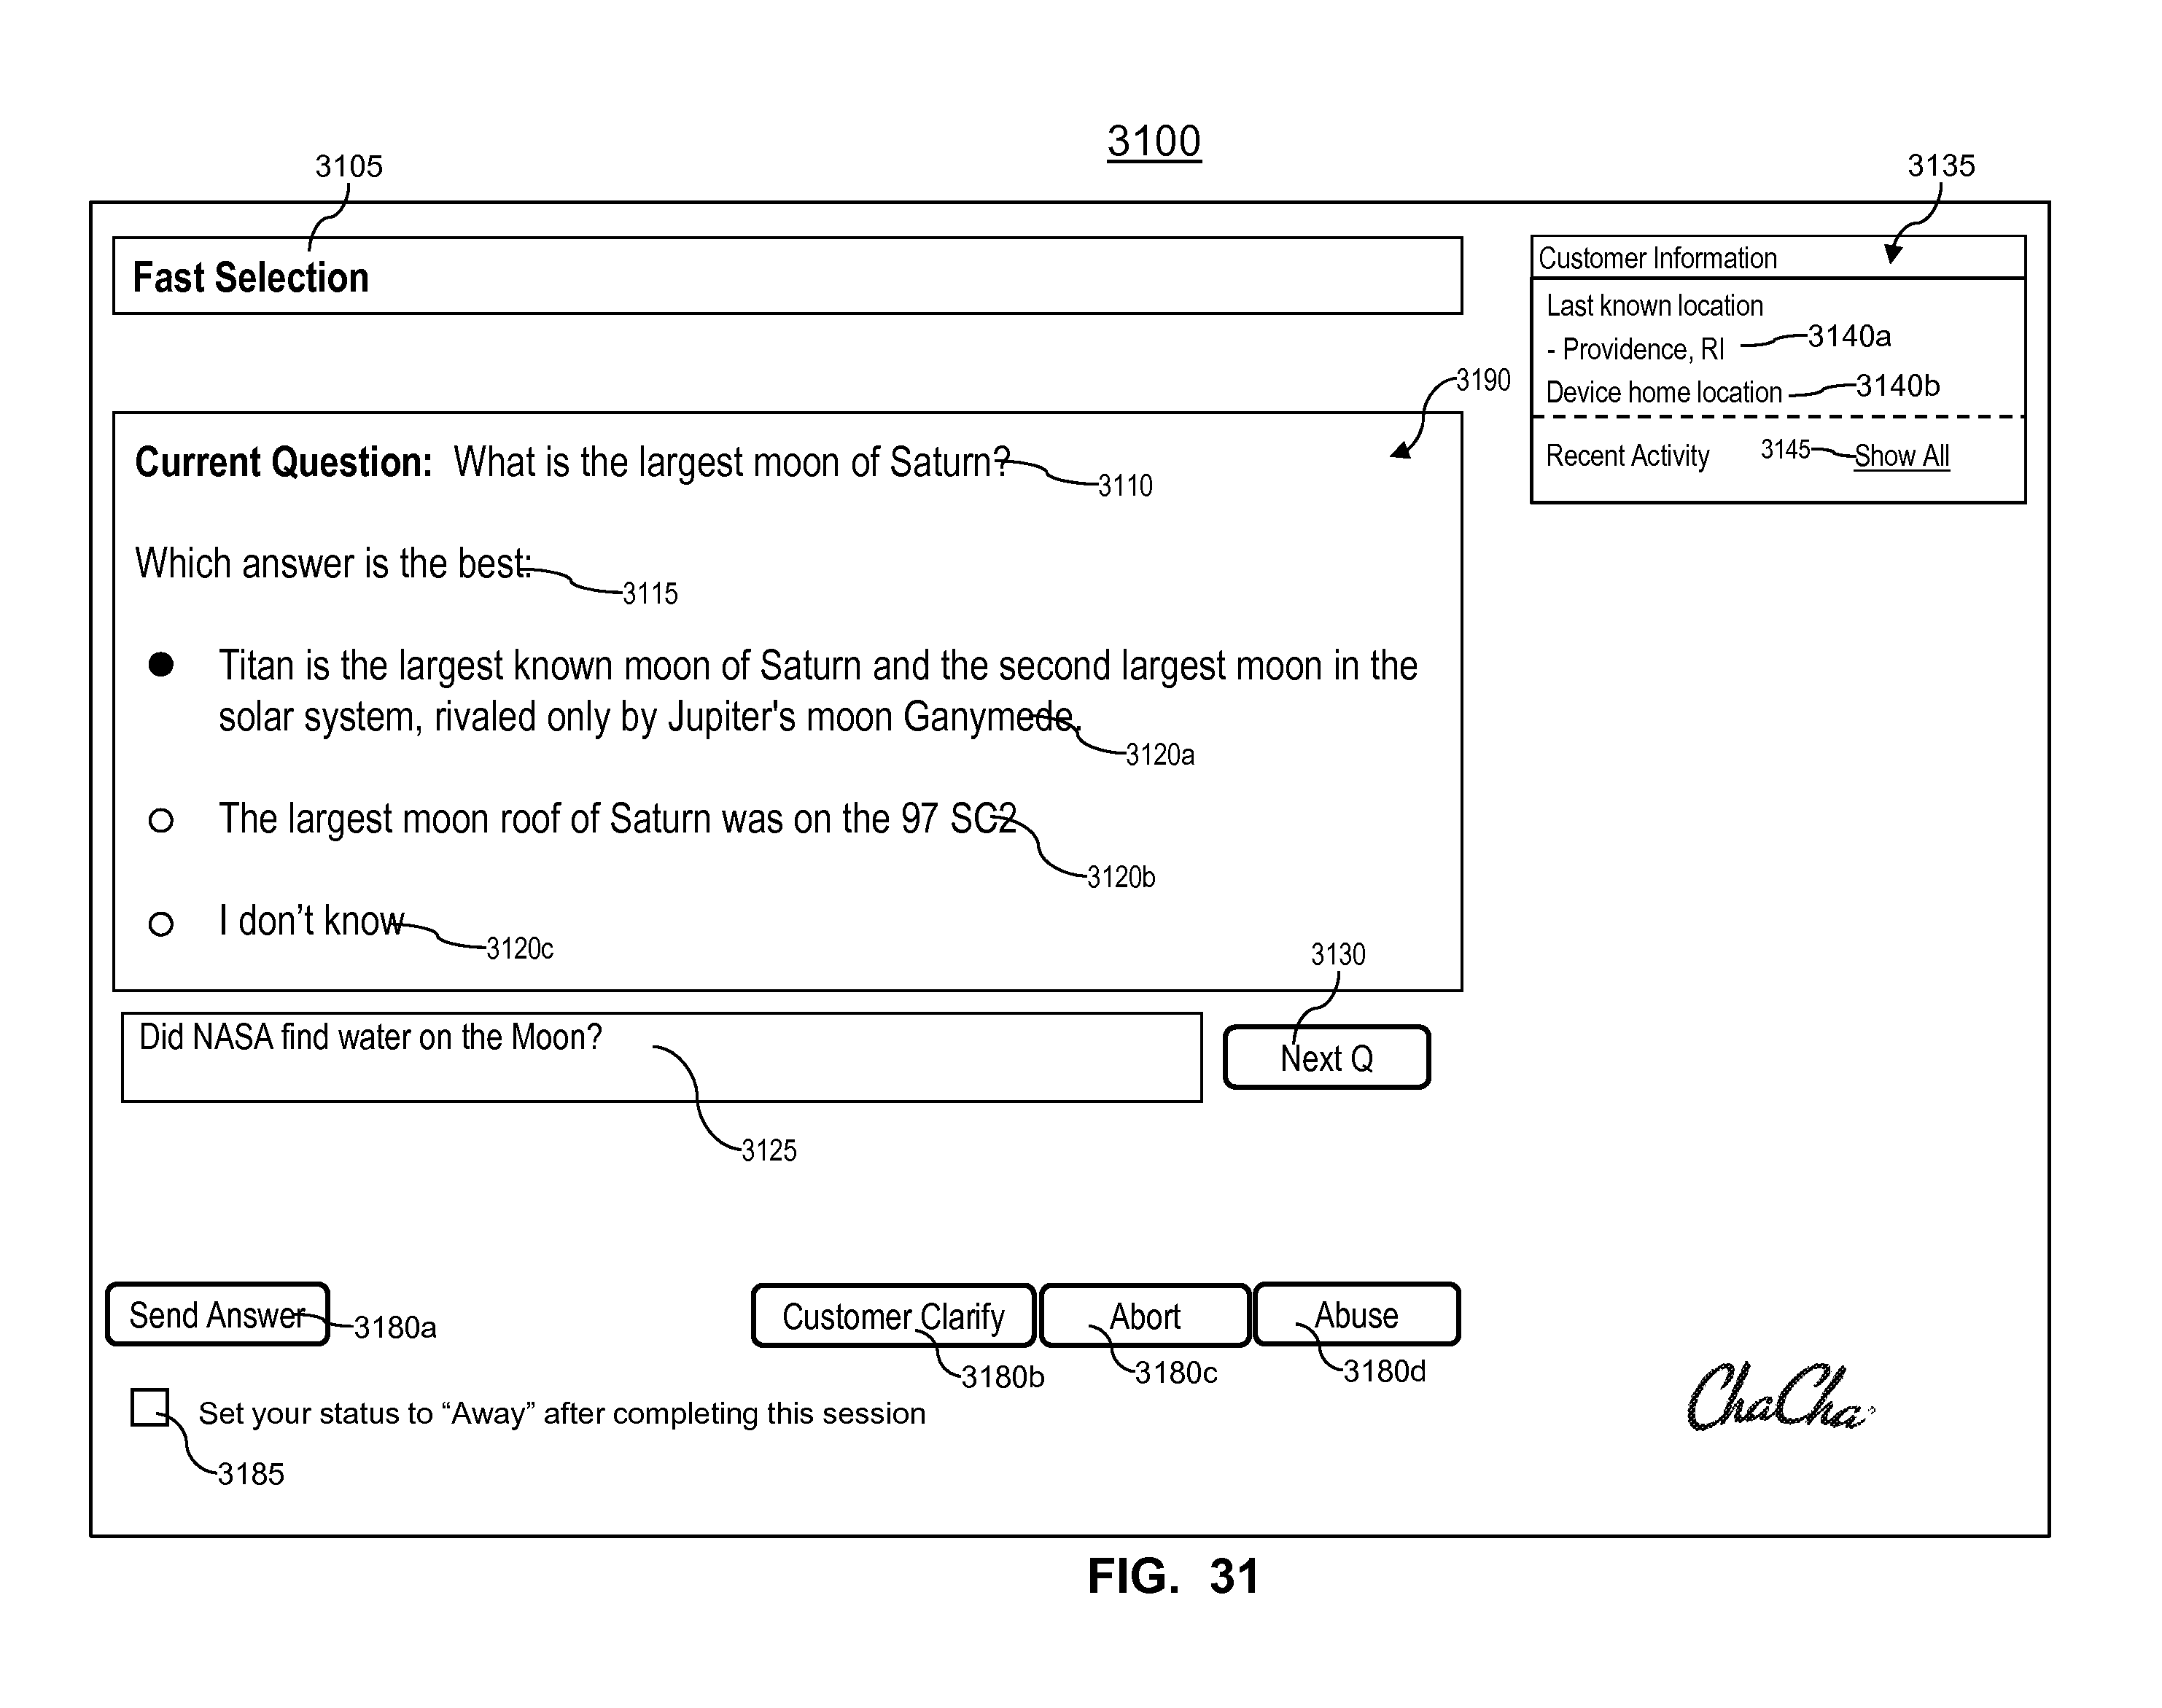 3100
3105
3135
Fast Selection
Customer Information
Last known location
- Providence, RI 3140a
Device home location 3140b
Recent Activity 3145 Show All
3190
Current Question: What is the largest moon of Saturn?
3110
Which answer is the best:
3115
Titan is the largest known moon of Saturn and the second largest moon in the
solar system, rivaled only by Jupiter's moon Ganymede.
3120a
The largest moon roof of Saturn was on the 97 SC2
3120b
I don’t know
3120c
3130
Did NASA find water on the Moon?
Next Q
3125
Send Answer 3180a
Customer Clarify
Abort
Abuse
3180b
3180c
3180d
Set your status to “Away” after completing this session
3185
ChaCha
FIG. 31